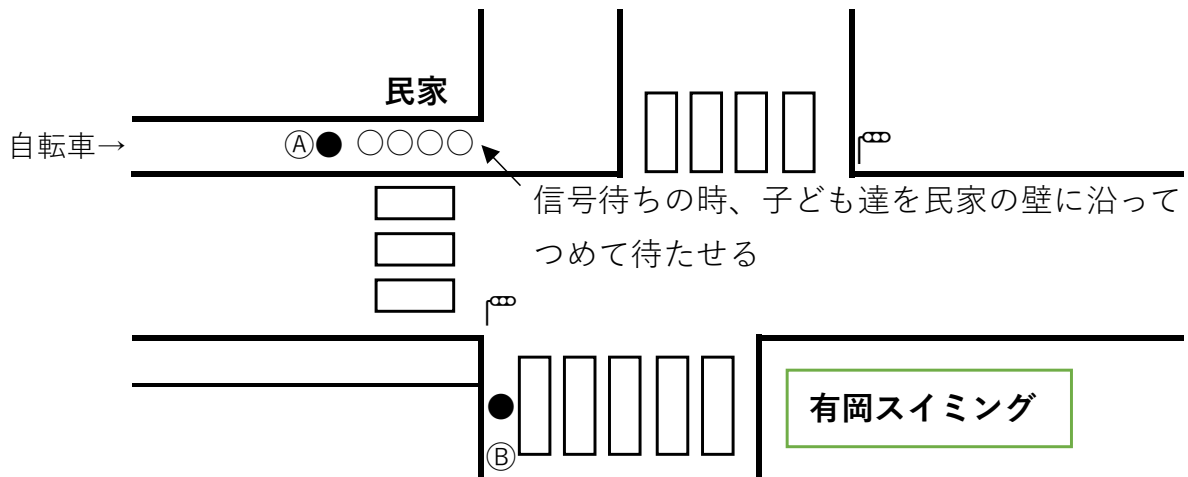 民家
自転車→
Ⓐ●○○○○
信号待ちの時、子ども達を民家の壁に沿って
つめて待たせる
有岡スイミング
●
Ⓑ